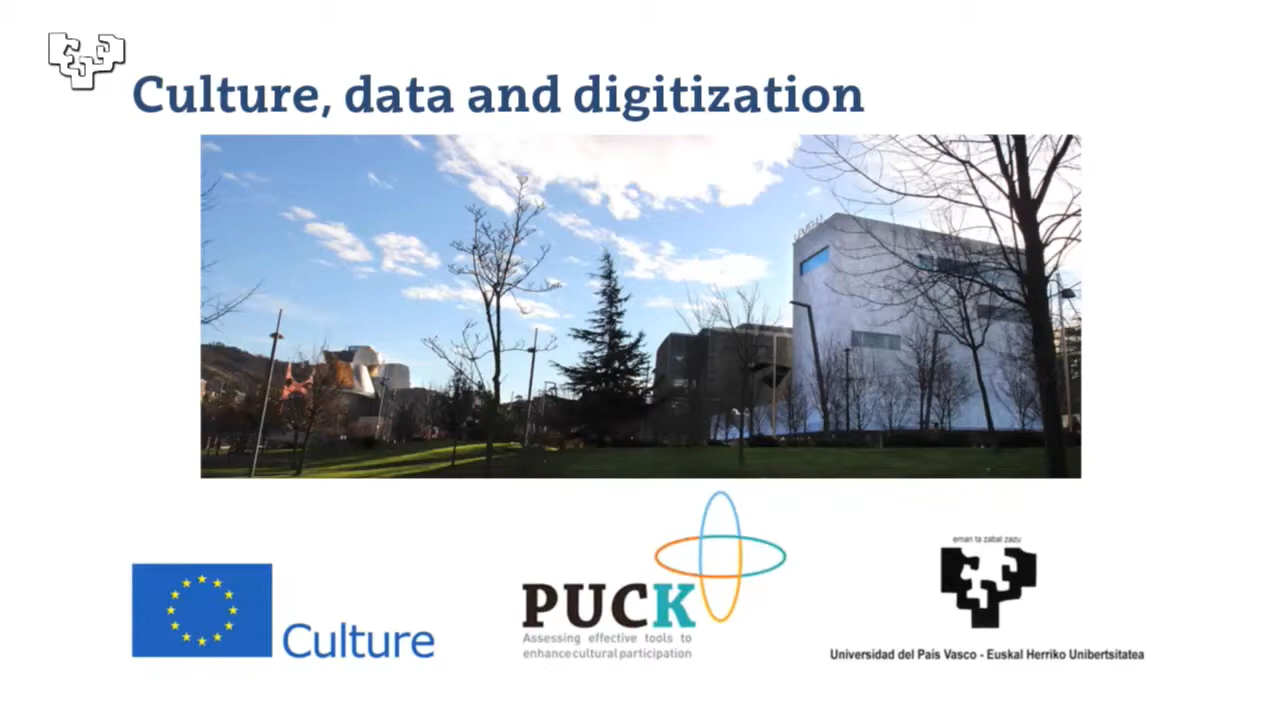 Culture, data and digitization
Culture
PUCK
Assessing effective tools to
enhance cultural participation
eman ta zabal zazu
Universidad del País Vasco - Euskal Herriko Unibertsitatea